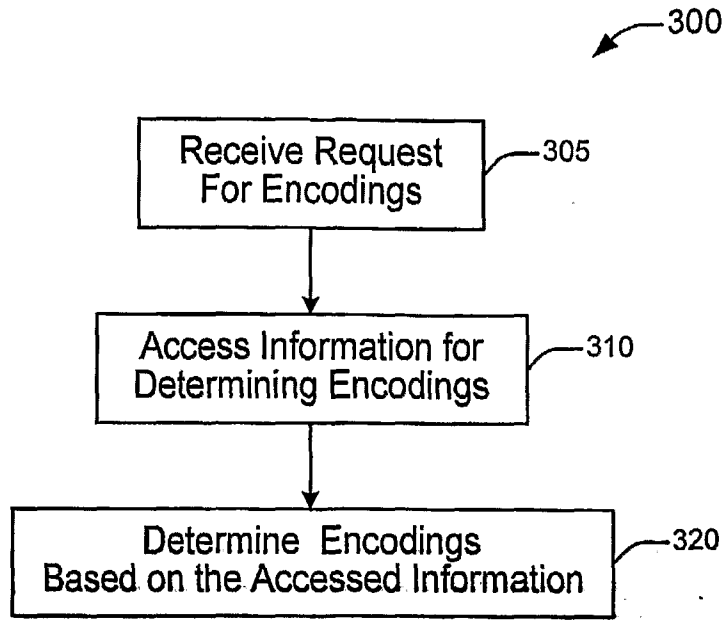 300
Receive Request
For Encodings
305
Access Information for
Determining Encodings
310
Determine Encodings
Based on the Accessed Information
320